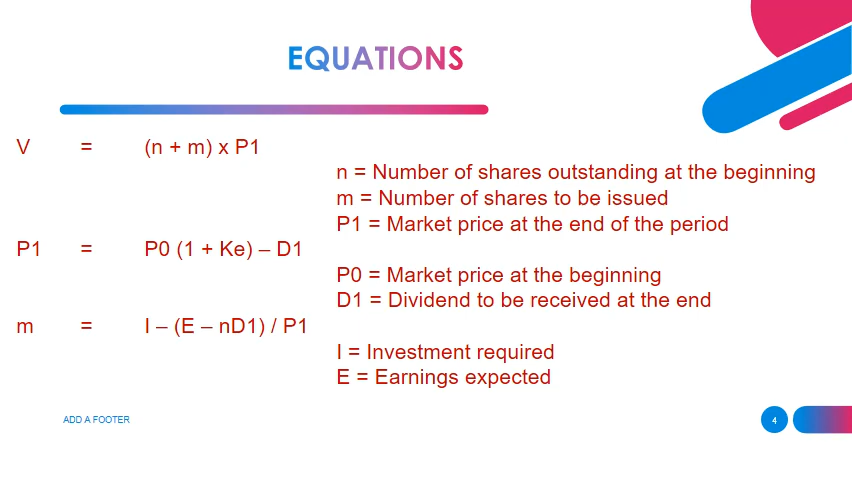 EQUATIONS
V = (n + m) x P1
n = Number of shares outstanding at the beginning
m = Number of shares to be issued
P1 = Market price at the end of the period
P1 = P0 (1 + Ke) – D1
P0 = Market price at the beginning
D1 = Dividend to be received at the end
m = I – (E – nD1) / P1
I = Investment required
E = Earnings expected
ADD A FOOTER
4